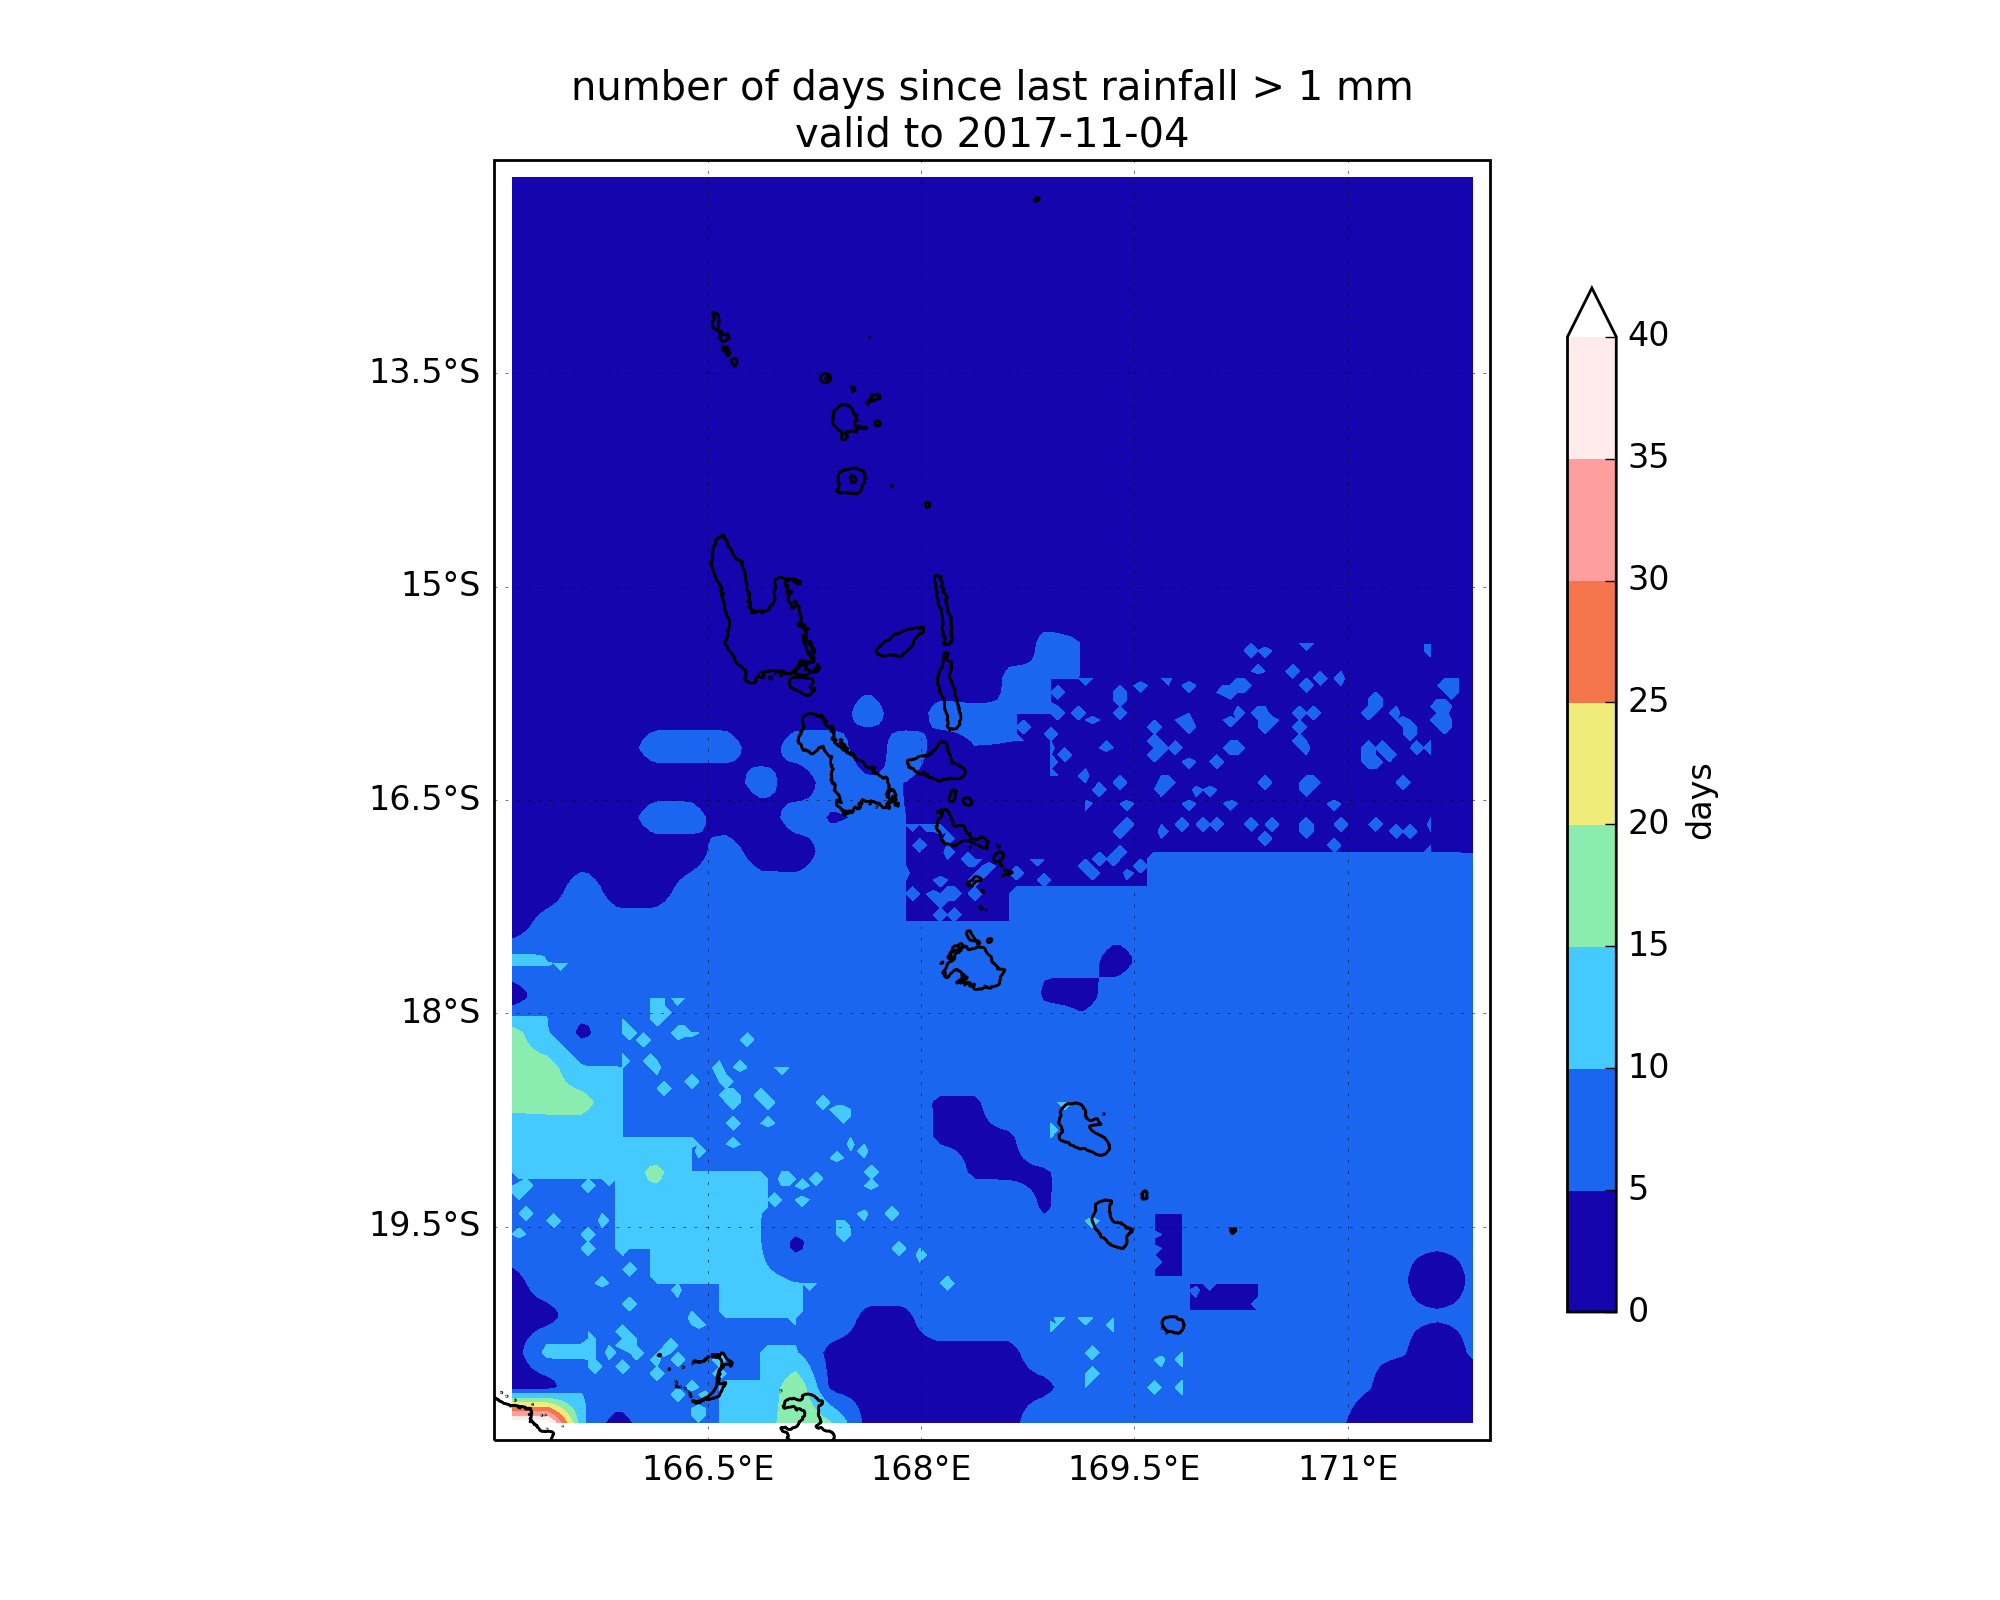 number of days since last rainfall > 1 mm
valid to 2017-11-04
13.5°S
15°S
16.5°S
18°S
19.5°S
166.5°E
168°E
169.5°E
171°E
40
35
30
25
20
15
10
5
0
days